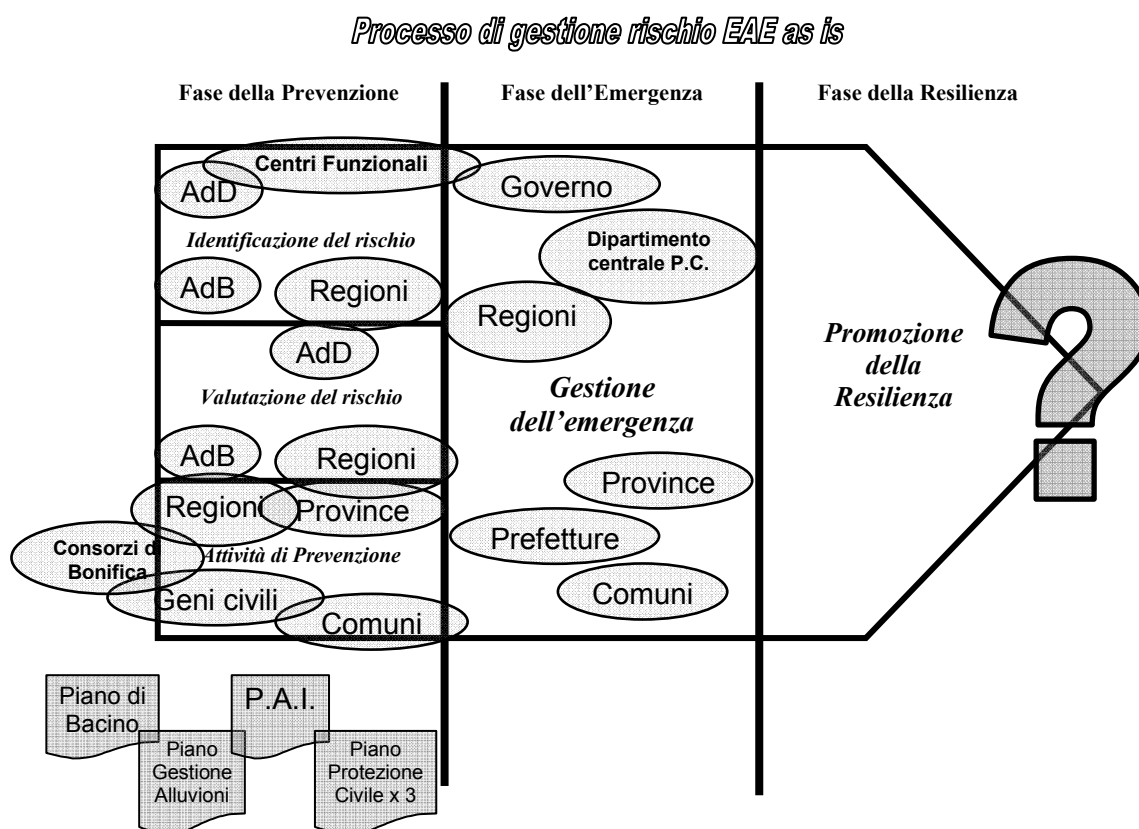 Processo di gestione rischio EAE as is
Fase della Prevenzione
Fase dell'Emergenza
Fase della Resilienza
Centri Funzionali
AdD
Identificazione del rischio
AdB
Regioni
AdD
Valutazione del rischio
AdB
Regioni
Regioni
Province
Consorzi di
Bonifica
Attività di Prevenzione
Geni civili
Comuni
Governo
Dipartimento
centrale P.C.
Regioni
Gestione
dell'emergenza
Province
Prefetture
Comuni
Promozione
della
Resilienza
?
Piano di
Bacino
P.A.I.
Piano
Gestione
Alluvioni
Piano
Protezione
Civile x 3